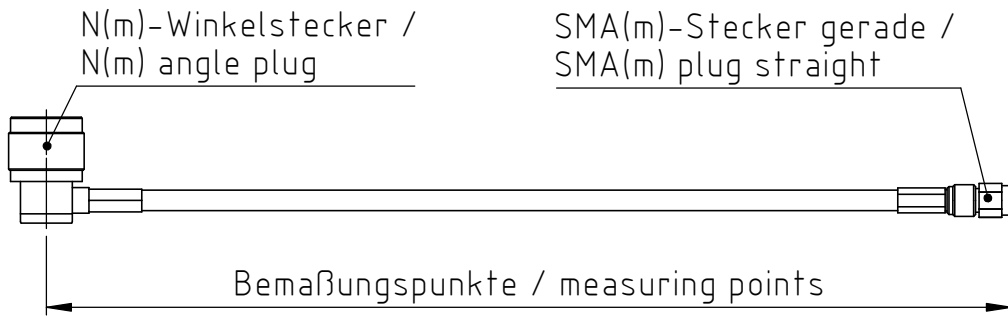 N(m)-Winkelstecker /
N(m) angle plug
SMA(m)-Stecker gerade /
SMA(m) plug straight
Bemaßungspunkte / measuring points